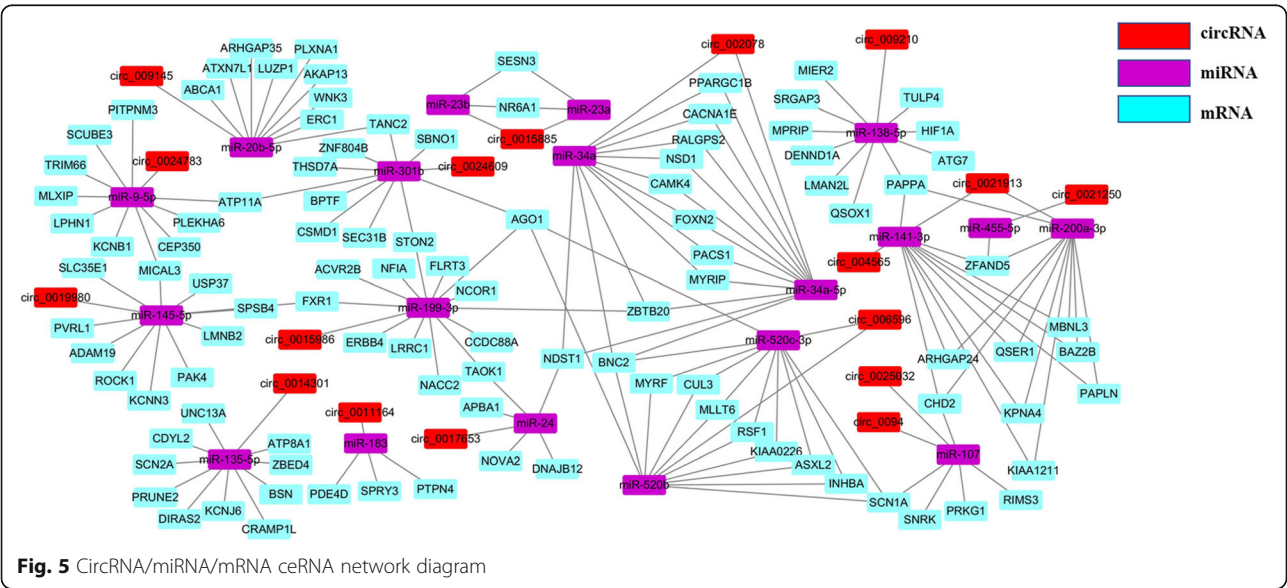 circRNA
miRNA
mRNA
ARHGAP35
PLXNA1
circ_009145
ATXN7L1
LUZP1
AKAP13
ABCA1
WNK3
PITPNM3
ERC1
SCUBE3
miR-20b-5p
TANC2
circ_0024783
TRIM66
MLXIP
miR-9-5p
ATP11A
LPHN1
PLEKHA6
KCNB1
CEP350
SLC35E1
MICAL3
USP37
circ_0019980
miR-145-5p
SPSB4
FXR1
PVRL1
LMNB2
ADAM19
ROCK1
PAK4
KCNN3
SESN3
miR-23b
NR6A1
miR-23a
circ_0015885
SBNO1
ZNF804B
THSD7A
miR-301b
circ_0024609
BPTF
CSMD1
SEC31B
STON2
AGO1
ACVR2B
NFIA
FLRT3
NCOR1
miR-199-3p
circ_0015986
ERBB4
LRRC1
CCDC88A
NACC2
TAOK1
circ_002078
PPARGC1B
CACNA1E
RALGPS2
miR-34a
NSD1
CAMK4
FOXN2
PACS1
MYRIP
miR-34a-5p
ZBTB20
NDST1
BNC2
circ_009210
MIER2
SRGAP3
TULP4
MPRIP
miR-138-5p
HIF1A
DENND1A
ATG7
LMAN2L
PAPPA
QSOX1
circ_0021913
circ_0021250
miR-141-3p
miR-455-5p
miR-200a-3p
circ_004565
ZFAND5
MBNL3
ARHGAP24
QSER1
BAZ2B
PAPLN
CHD2
KPNA4
KIAA1211
circ_006596
miR-520c-3p
circ_0025032
MYRF
CUL3
MLLT6
circ_0094
RSF1
KIAA0226
miR-107
ASXL2
INHBA
miR-520b
SCN1A
SNRK
PRKG1
RIMS3
circ_0014301
UNC13A
CDYL2
ATP8A1
SCN2A
miR-135-5p
ZBED4
PRUNE2
BSN
DIRAS2
KCNJ6
CRAMP1L
circ_0011164
miR-183
PDE4D
SPRY3
PTPN4
APBA1
circ_0017653
miR-24
NOVA2
DNAJB12
Fig. 5 CircRNA/miRNA/mRNA ceRNA network diagram